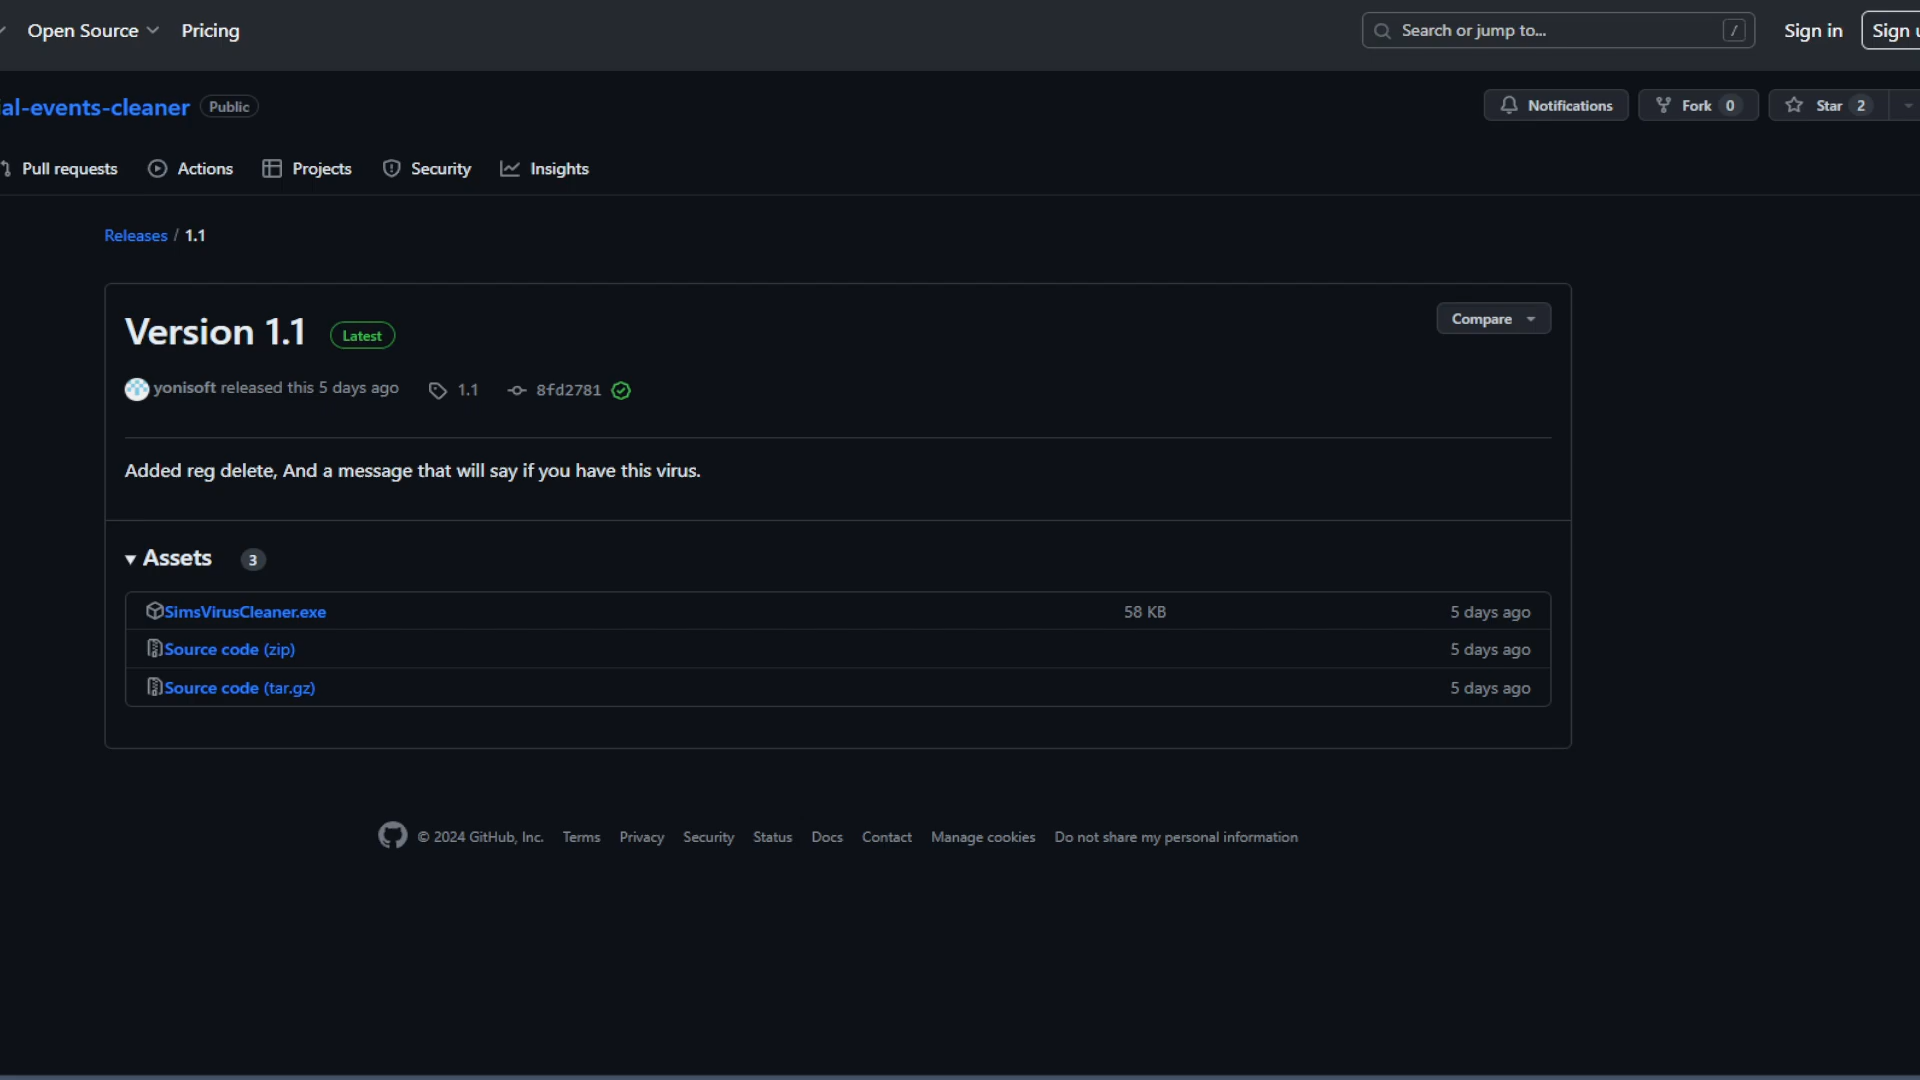 Open Source Pricing Search or jump to... / Sign in Sign u
al-events-cleaner Public Notifications Fork 0 Star 2
Pull requests Actions Projects Security Insights
Releases / 1.1
Version 1.1 Latest Compare
yonisoft released this 5 days ago 1.1 8fd2781
Added reg delete, And a message that will say if you have this virus.
Assets 3
SimsVirusCleaner.exe 58 KB 5 days ago
Source code (zip) 5 days ago
Source code (tar.gz) 5 days ago
© 2024 GitHub, Inc. Terms Privacy Security Status Docs Contact Manage cookies Do not share my personal information